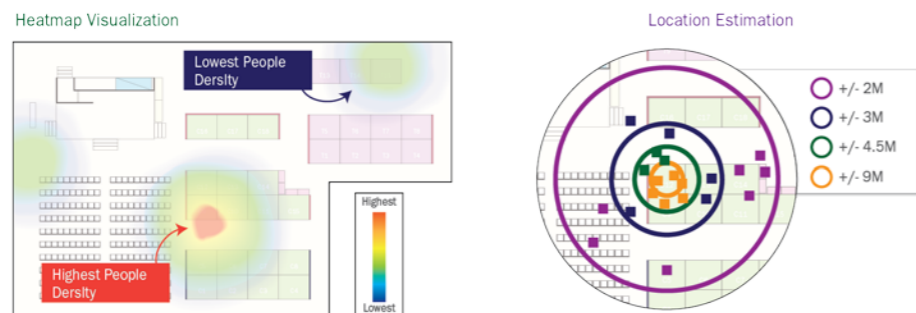 Heatmap Visualization
Location Estimation
Lowest People
Dersity
Highest People
Dersity
Highest
Lowest
+/- 2M
+/- 3M
+/- 4.5M
+/- 9M